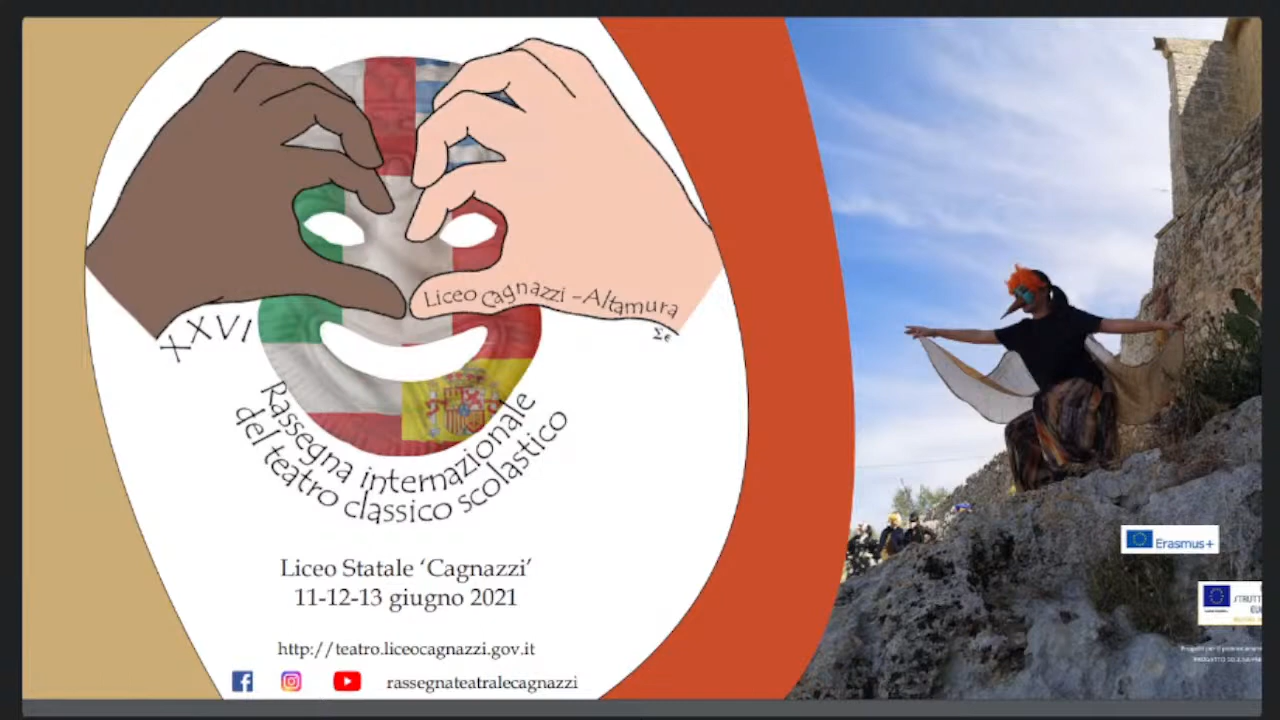 Liceo Cagnazzi -Altamura
Σε
XXVI
Rassegna internazionale
del teatro classico scolastico
Liceo Statale ‘Cagnazzi’
11-12-13 giugno 2021
http://teatro.liceocagnazzi.gov.it
rassegnateatralecagnazzi
Erasmus+